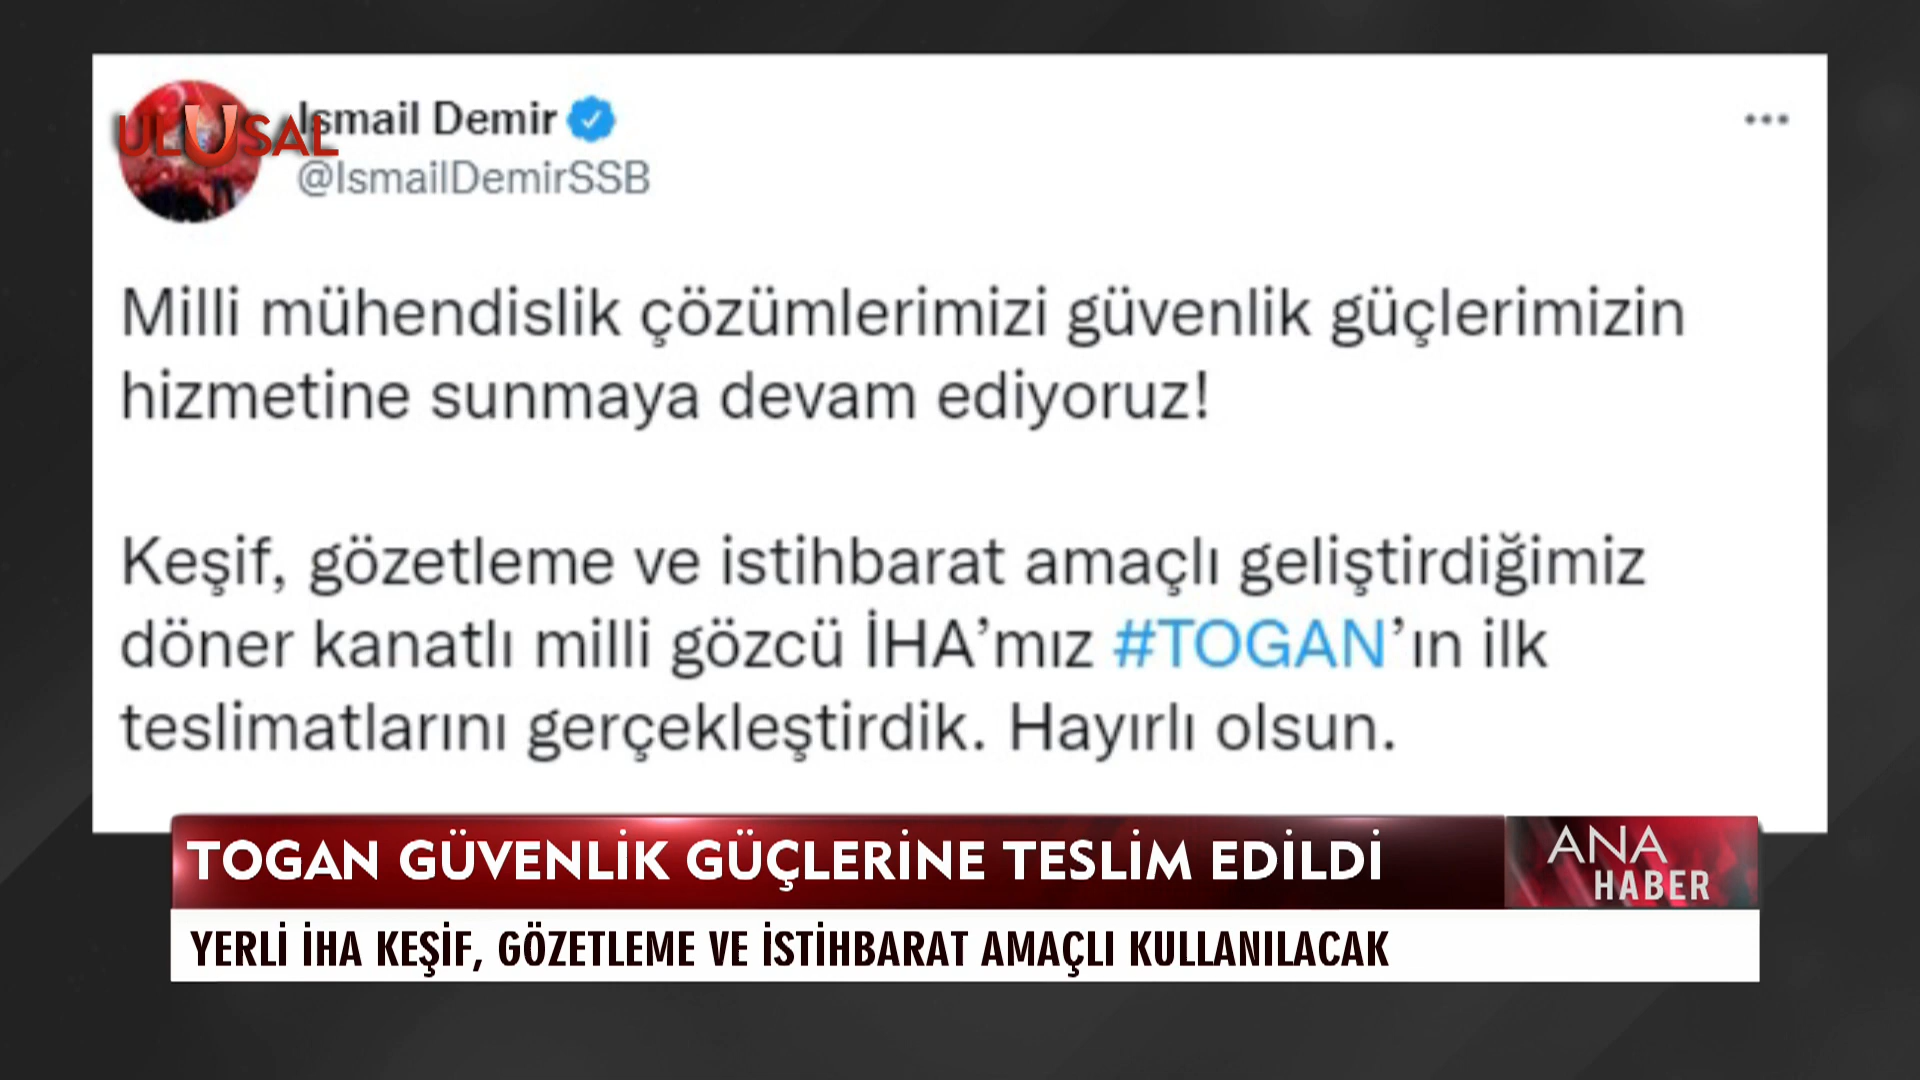 ULUSAL
Ismail Demir
@IsmailDemirSSB
Milli mühendislik çözümlerimizi güvenlik güçlerimizin
hizmetine sunmaya devam ediyoruz!
Keşif, gözetleme ve istihbarat amaçlı geliştirdiğimiz
döner kanatlı milli gözcü İHA’mız #TOGAN’ın ilk
teslimatlarını gerçekleştirdik. Hayırlı olsun.
TOGAN GÜVENLİK GÜÇLERİNE TESLİM EDİLDİ
ANA
HABER
YERLİ İHA KEŞİF, GÖZETLEME VE İSTİHBARAT AMAÇLI KULLANILACAK